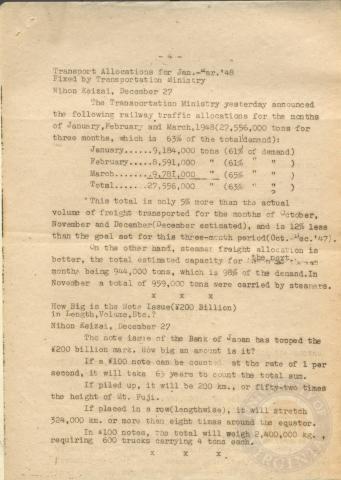 - 4 -
Transport Allocations for Jan.-Mar.'48
Fixed by Transportation Ministry
Nihon Keizai, December 27
The Transportation Ministry yesterday announced
the following railway traffic allocations for the months
of January,February and March,1948(27,556,000 tons for
three months, which is 63% of the total demand):
January......9,184,000 tons (61% of demand)
February.....8,591,000 " (61% " " )
March........9,781,000 " (65% " " )
Total.......27,556,000 " (63% " " )
?
This total is only 5% more than the actual
volume of freight transported for the months of October,
November and December(December estimated), and is 12% less
than the goal set for this three-month period(Oct.-Dec.'47).
On the other hand, steamer freight allocation is
better, the total estimated capacity for the next
months being 944,000 tons, which is 98% of the demand.In
November a total of 959,000 tons were carried by steamers.
x x x
How Big is the Note Issue(¥200 Billion)
in Length,Volume,Etc.?
Nihon Keizai, December 27
The note issue of the Bank of Japan has topped the
¥200 billion mark. How big an amount is it?
If a ¥100 note can be counted at the rate of 1 per
second, it will take 65 years to count the total sum.
If piled up, it will be 200 km., or fifty-two times
the height of Mt. Fuji.
If placed in a row(lengthwise), it will stretch
324,000 km. or more than eight times around the equator.
In ¥100 notes, the total will weigh 2,400,000 kg.,
requiring 600 trucks carrying 4 tons each.
x x x